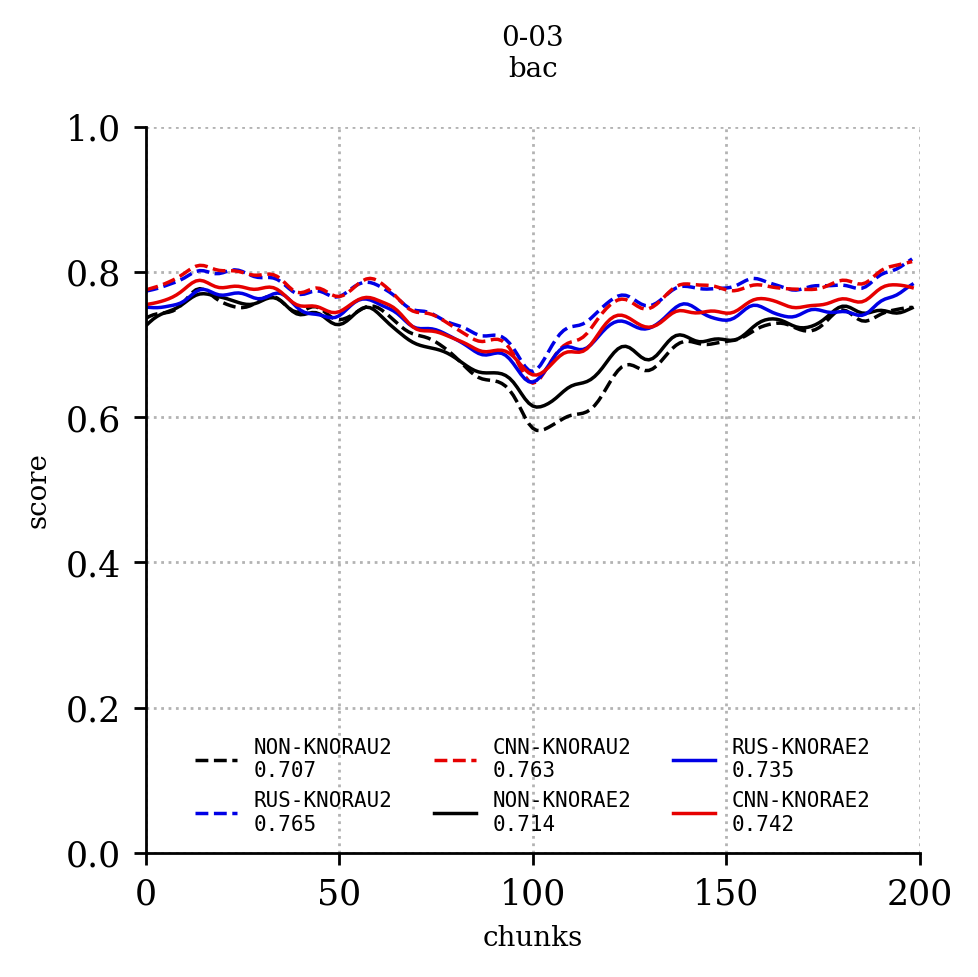 0-03
bac
1.0
0.8
0.6
0.4
0.2
0.0
score
NON-KNORAU2
0.707
RUS-KNORAU2
0.765
CNN-KNORAU2
0.763
NON-KNORAE2
0.714
RUS-KNORAE2
0.735
CNN-KNORAE2
0.742
0
50
100
150
200
chunks